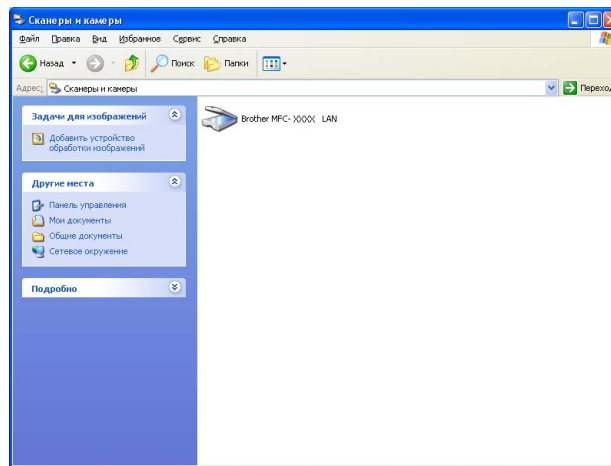 Сканеры и камеры
Файл Правка Вид Избранное Сервис Справка
Назад Поиск Папки
Адрес: Сканеры и камеры Переход
Задачи для изображений
Добавить устройство
обработки изображений
Brother MFC- XXXX LAN
Другие места
Панель управления
Мои документы
Общие документы
Сетевое окружение
Подробно